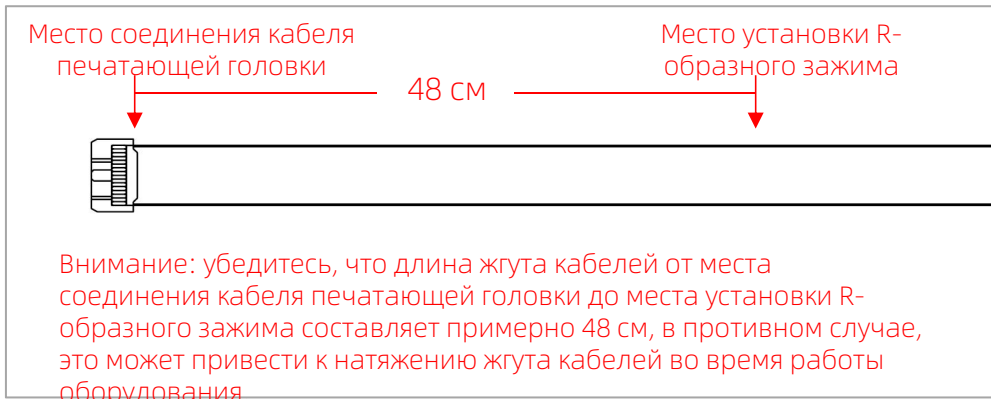 Место соединения кабеля
печатающей головки
Место установки R-
образного зажима
48 см
Внимание: убедитесь, что длина жгута кабелей от места
соединения кабеля печатающей головки до места установки R-
образного зажима составляет примерно 48 см, в противном случае,
это может привести к натяжению жгута кабелей во время работы
оборудования